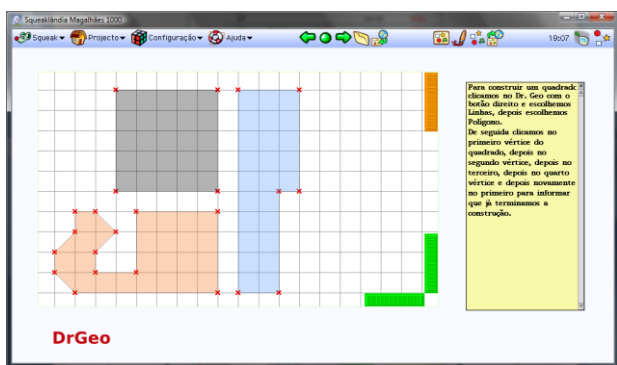 Squeaklândia Magalhães 1000
Squeak Projecto Configuração Ajuda 19:07
Para construir um quadrado
clicamos no Dr. Geo com o
botão direito e escolhemos
Linhas, depois escolhemos
Polígono.
De seguida clicamos no
primeiro vértice do
quadrado, depois no
segundo vértice, depois no
terceiro, depois no quarto
vértice e depois novamente
no primeiro para informar
que já terminamos a
construção.
DrGeo